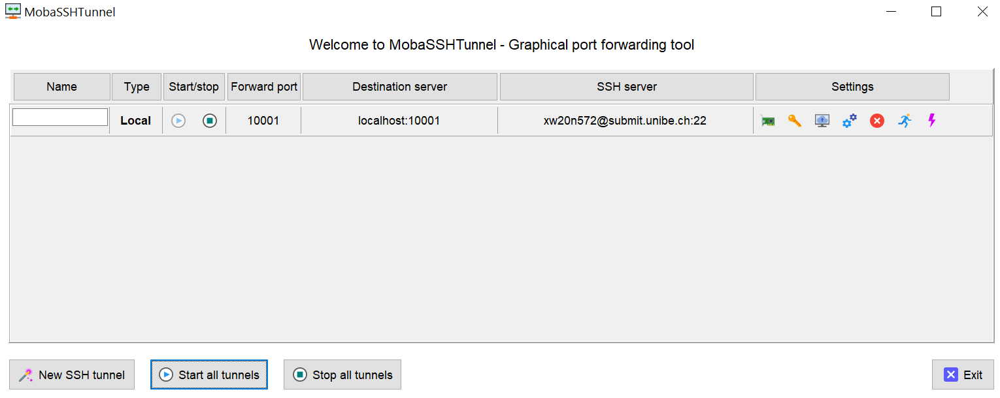 MobaSSHTunnel
Welcome to MobaSSHTunnel - Graphical port forwarding tool
Name Type Start/stop Forward port Destination server SSH server Settings
Local 10001 localhost:10001 xw20n572@submit.unibe.ch:22
New SSH tunnel Start all tunnels Stop all tunnels Exit